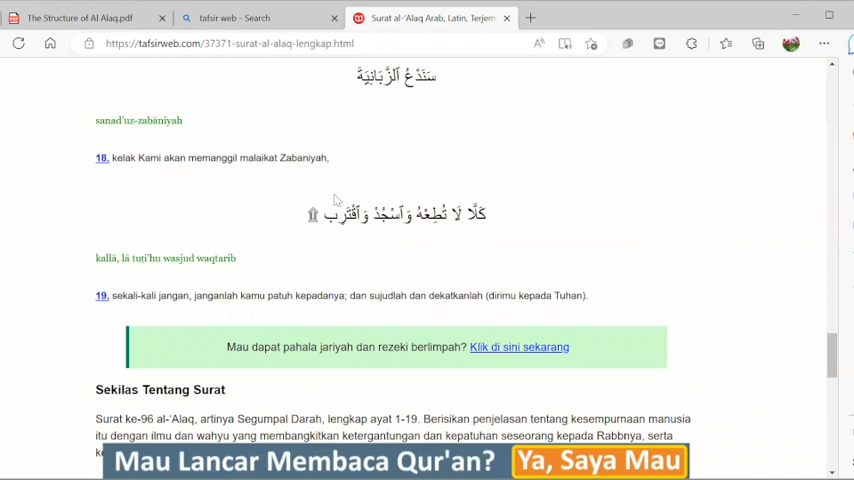 The Structure of Al Alaq.pdf
tafsir web - Search
Surat al-'Alaq Arab, Latin, Terjem
https://tafsirweb.com/37371-surat-al-alaq-lengkap.html
سَنَدْعُ ٱلزَّبَانِيَةَ
sanad'uz-zabāniyah
18. kelak Kami akan memanggil malaikat Zabaniyah,
كَلَّا لَا تُطِعْهُ وَٱسْجُدْ وَٱقْتَرِب ۩
kallā, lā tuṭi'hu wasjud waqtarib
19. sekali-kali jangan, janganlah kamu patuh kepadanya; dan sujudlah dan dekatkanlah (dirimu kepada Tuhan).
Mau dapat pahala jariyah dan rezeki berlimpah? Klik di sini sekarang
Sekilas Tentang Surat
Surat ke-96 al-'Alaq, artinya Segumpal Darah, lengkap ayat 1-19. Berisikan penjelasan tentang kesempurnaan manusia
itu dengan ilmu dan wahyu yang membangkitkan ketergantungan dan kepatuhan seseorang kepada Rabbnya, serta
Mau Lancar Membaca Qur'an? Ya, Saya Mau